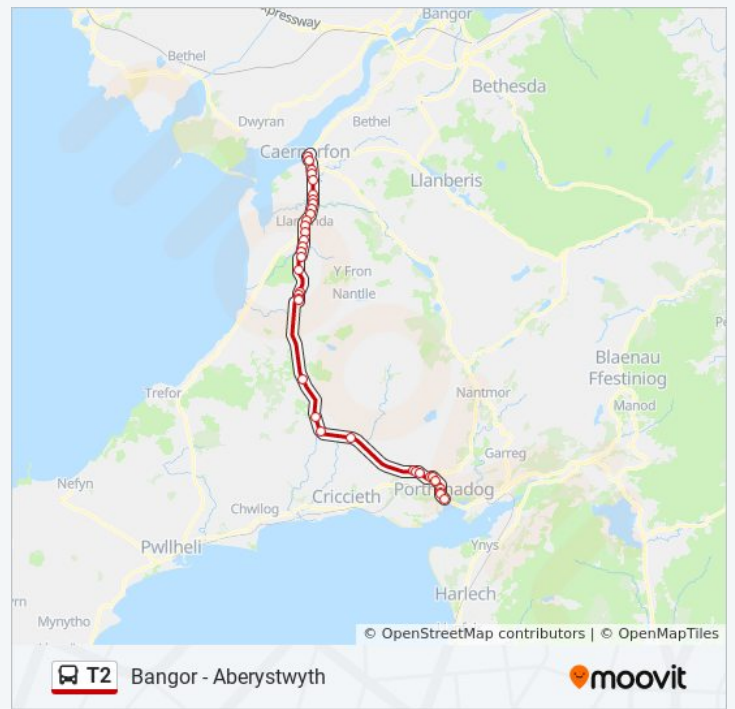 Expressway
Bangor
Bethel
Bethesda
Dwyran
Bethel
Caernarfon
Llanberis
Llanwnda
Y Fron
Nantlle
Blaenau
Ffestiniog
Trefor
Nantmor
Manod
Garreg
Nefyn
Porthmadog
Criccieth
Chwilog
Pwllheli
Ynys
Harlech
Mynytho
© OpenStreetMap contributors | © OpenMapTiles
T2 Bangor - Aberystwyth
moovit